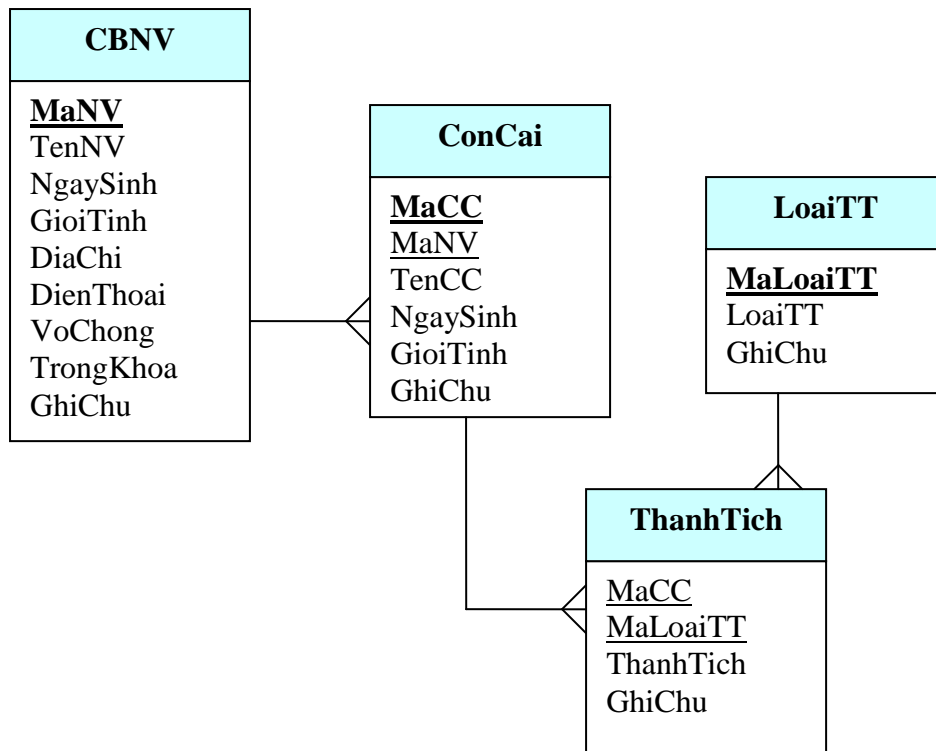 CBNV
MaNV
TenNV
NgaySinh
GioiTinh
DiaChi
DienThoai
VoChong
TrongKhoa
GhiChu
ConCai
MaCC
MaNV
TenCC
NgaySinh
GioiTinh
GhiChu
LoaiTT
MaLoaiTT
LoaiTT
GhiChu
ThanhTich
MaCC
MaLoaiTT
ThanhTich
GhiChu